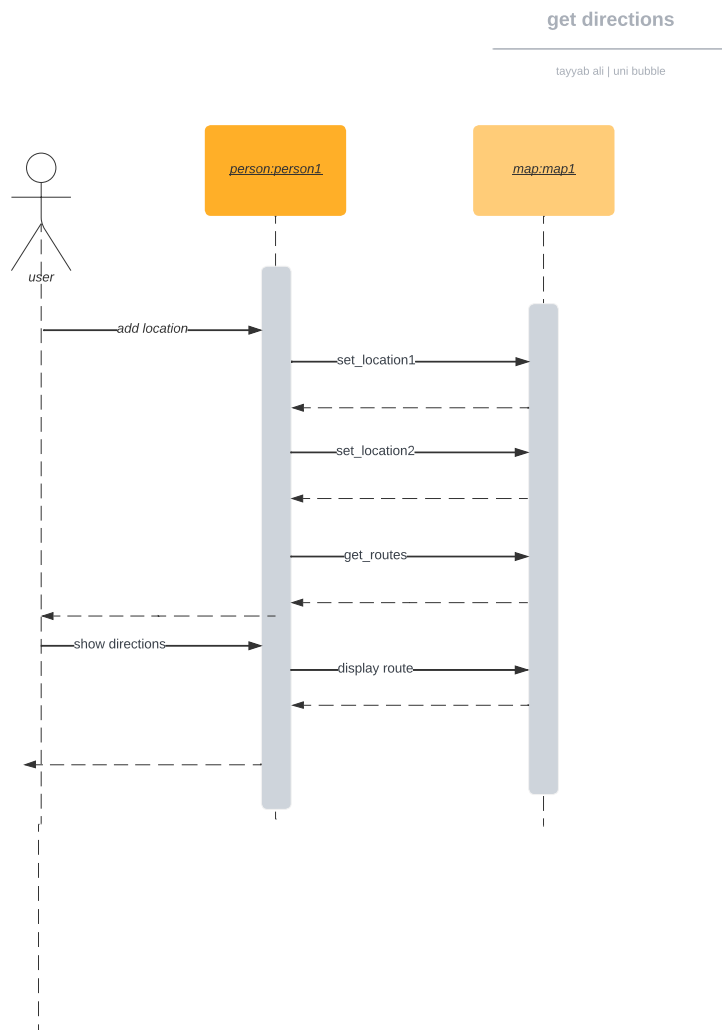 get directions
tayyab ali | uni bubble
person:person1
map:map1
user
add location
set_location1
set_location2
get_routes
show directions
display route